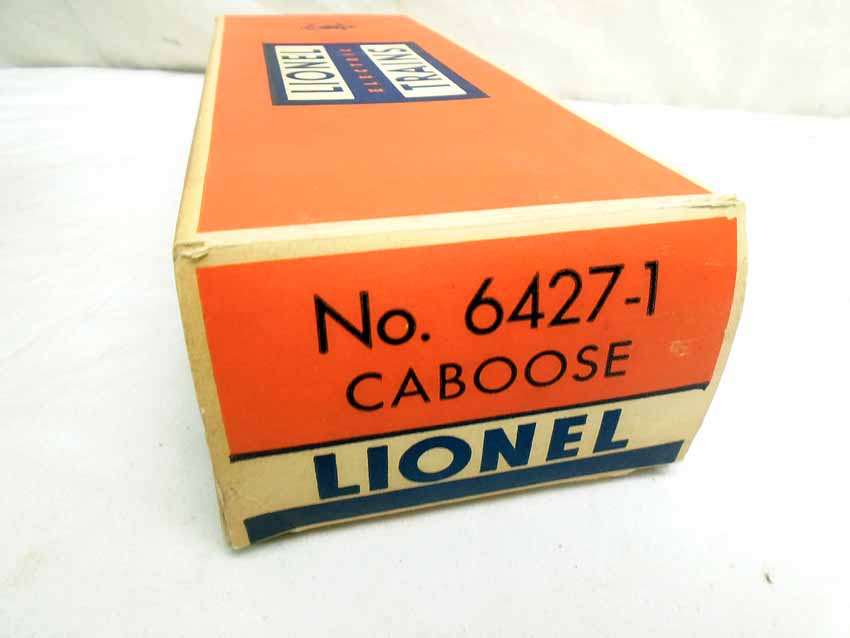 LIONEL
ELECTRIC
TRAINS
No. 6427-1
CABOOSE
LIONEL